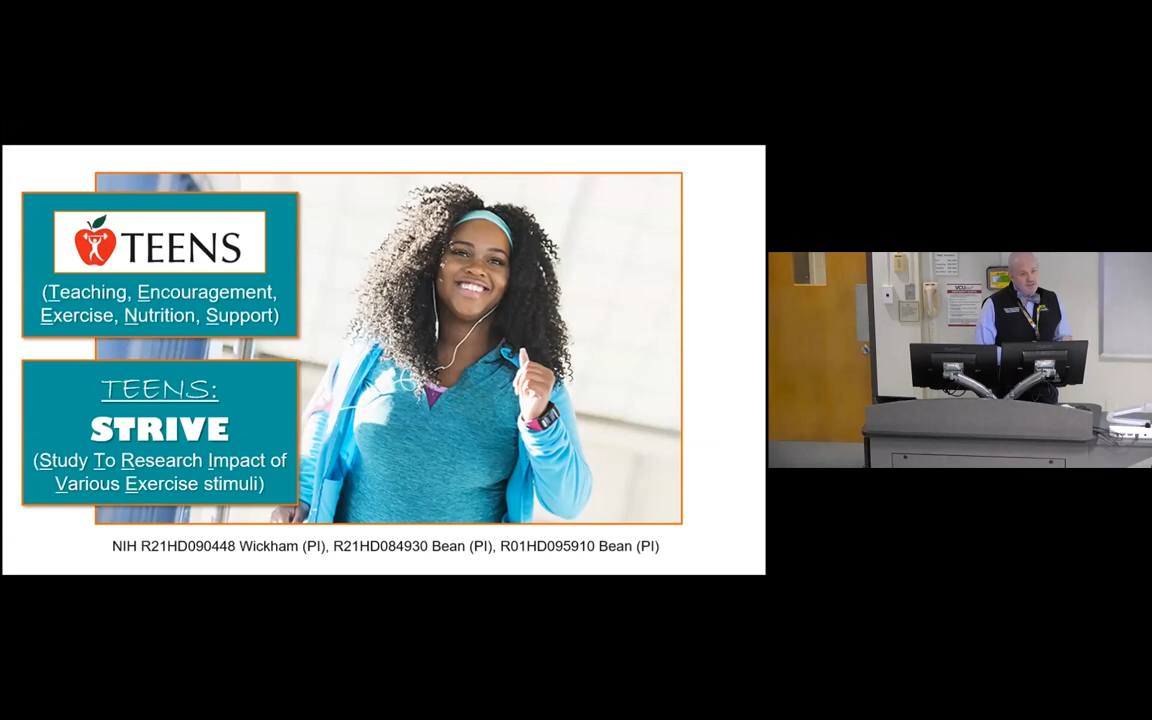 TEENS
(Teaching, Encouragement,
Exercise, Nutrition, Support)
TEENS:
STRIVE
(Study To Research Impact of
Various Exercise stimuli)
NIH R21HD090448 Wickham (PI), R21HD084930 Bean (PI), R01HD095910 Bean (PI)
VCU